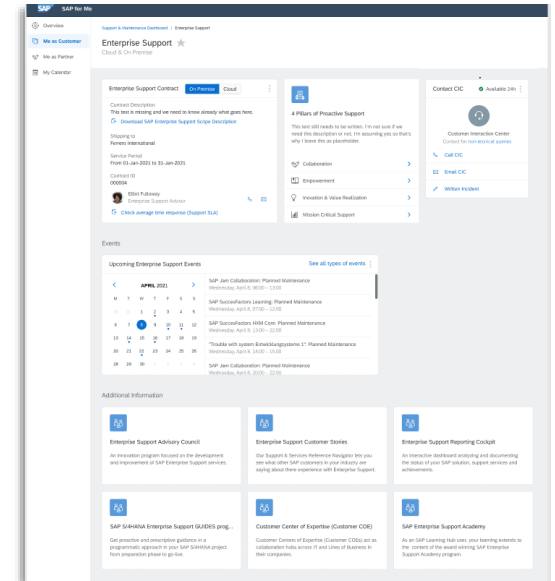 SAP SAP for Me
Overview
Me as Customer
Me as Partner
My Calendar
Support & Maintenance Dashboard / Enterprise Support
Enterprise Support
Cloud & On Premise
Enterprise Support Contract On Premise Cloud
Contract Description
This text is missing and we need to know already what goes here.
Download SAP Enterprise Support Scope Description
Shipping to
Ferrero International
Service Period
From 01-Jan-2021 to 31-Jan-2021
Contract ID
000004
Elliot Fulloway
Enterprise Support Advisor
Check average time response (Support SLA)
4 Pillars of Proactive Support
This text still needs to be written. I'm not sure if we
need this description or not. I'm assuming yes so that's
why I leave this as placeholder.
Collaboration
Empowerment
Inovation & Value Realization
Mission Critical Support
Contact CIC Available 24h
Customer Interaction Center
Contact for non-technical queries
Call CIC
Email CIC
Written Incident
Events
Upcoming Enterprise Support Events See all types of events
APRIL 2021
M T W T F S S
1 2 3 4 5
6 7 8 9 10 11 12
13 14 15 16 17 18 19
20 21 22 23 24 25 26
28 29 30
SAP Jam Collaboration: Planned Maintenance
Wednesday, April 8, 06:00 – 13:00
SAP SuccessFactors Learning: Planned Maintenance
Wednesday, April 8, 07:00 – 12:00
SAP SuccessFactors HXM Core: Planned Maintenance
Wednesday, April 8, 13:00 – 22:00
"Trouble with system Entwicklungsystems 1": Planned Maintenance
Wednesday, April 8, 14:00 – 15:00
SAP Jam Collaboration: Planned Maintenance
Wednesday, April 8, 20:00 – 22:00
Additional Information
Enterprise Support Advisory Council
An innovation program focused on the development
and improvement of SAP Enterprise Support services.
Enterprise Support Customer Stories
Our Support & Services Reference Navigator lets you
see what other SAP customers in your industry are
saying about there experience with Enterprise Support.
Enterprise Support Reporting Cockpit
An interactive dashboard analyzing and documenting
the status of your SAP solution, support services and
achievements.
SAP S/4HANA Enterprise Support GUIDES prog...
Get proactive and prescriptive guidance in a
programmatic approach in your SAP S/4HANA project
from preparation phase to go-live.
Customer Center of Expertise (Customer COE)
Customer Centers of Expertise (Customer COEs) act as
collaboration hubs across IT and Lines of Business in
their companies.
SAP Enterprise Support Academy
As an SAP Learning Hub user, your learning extends to
the content of the award winning SAP Enterprise
Support Academy program.